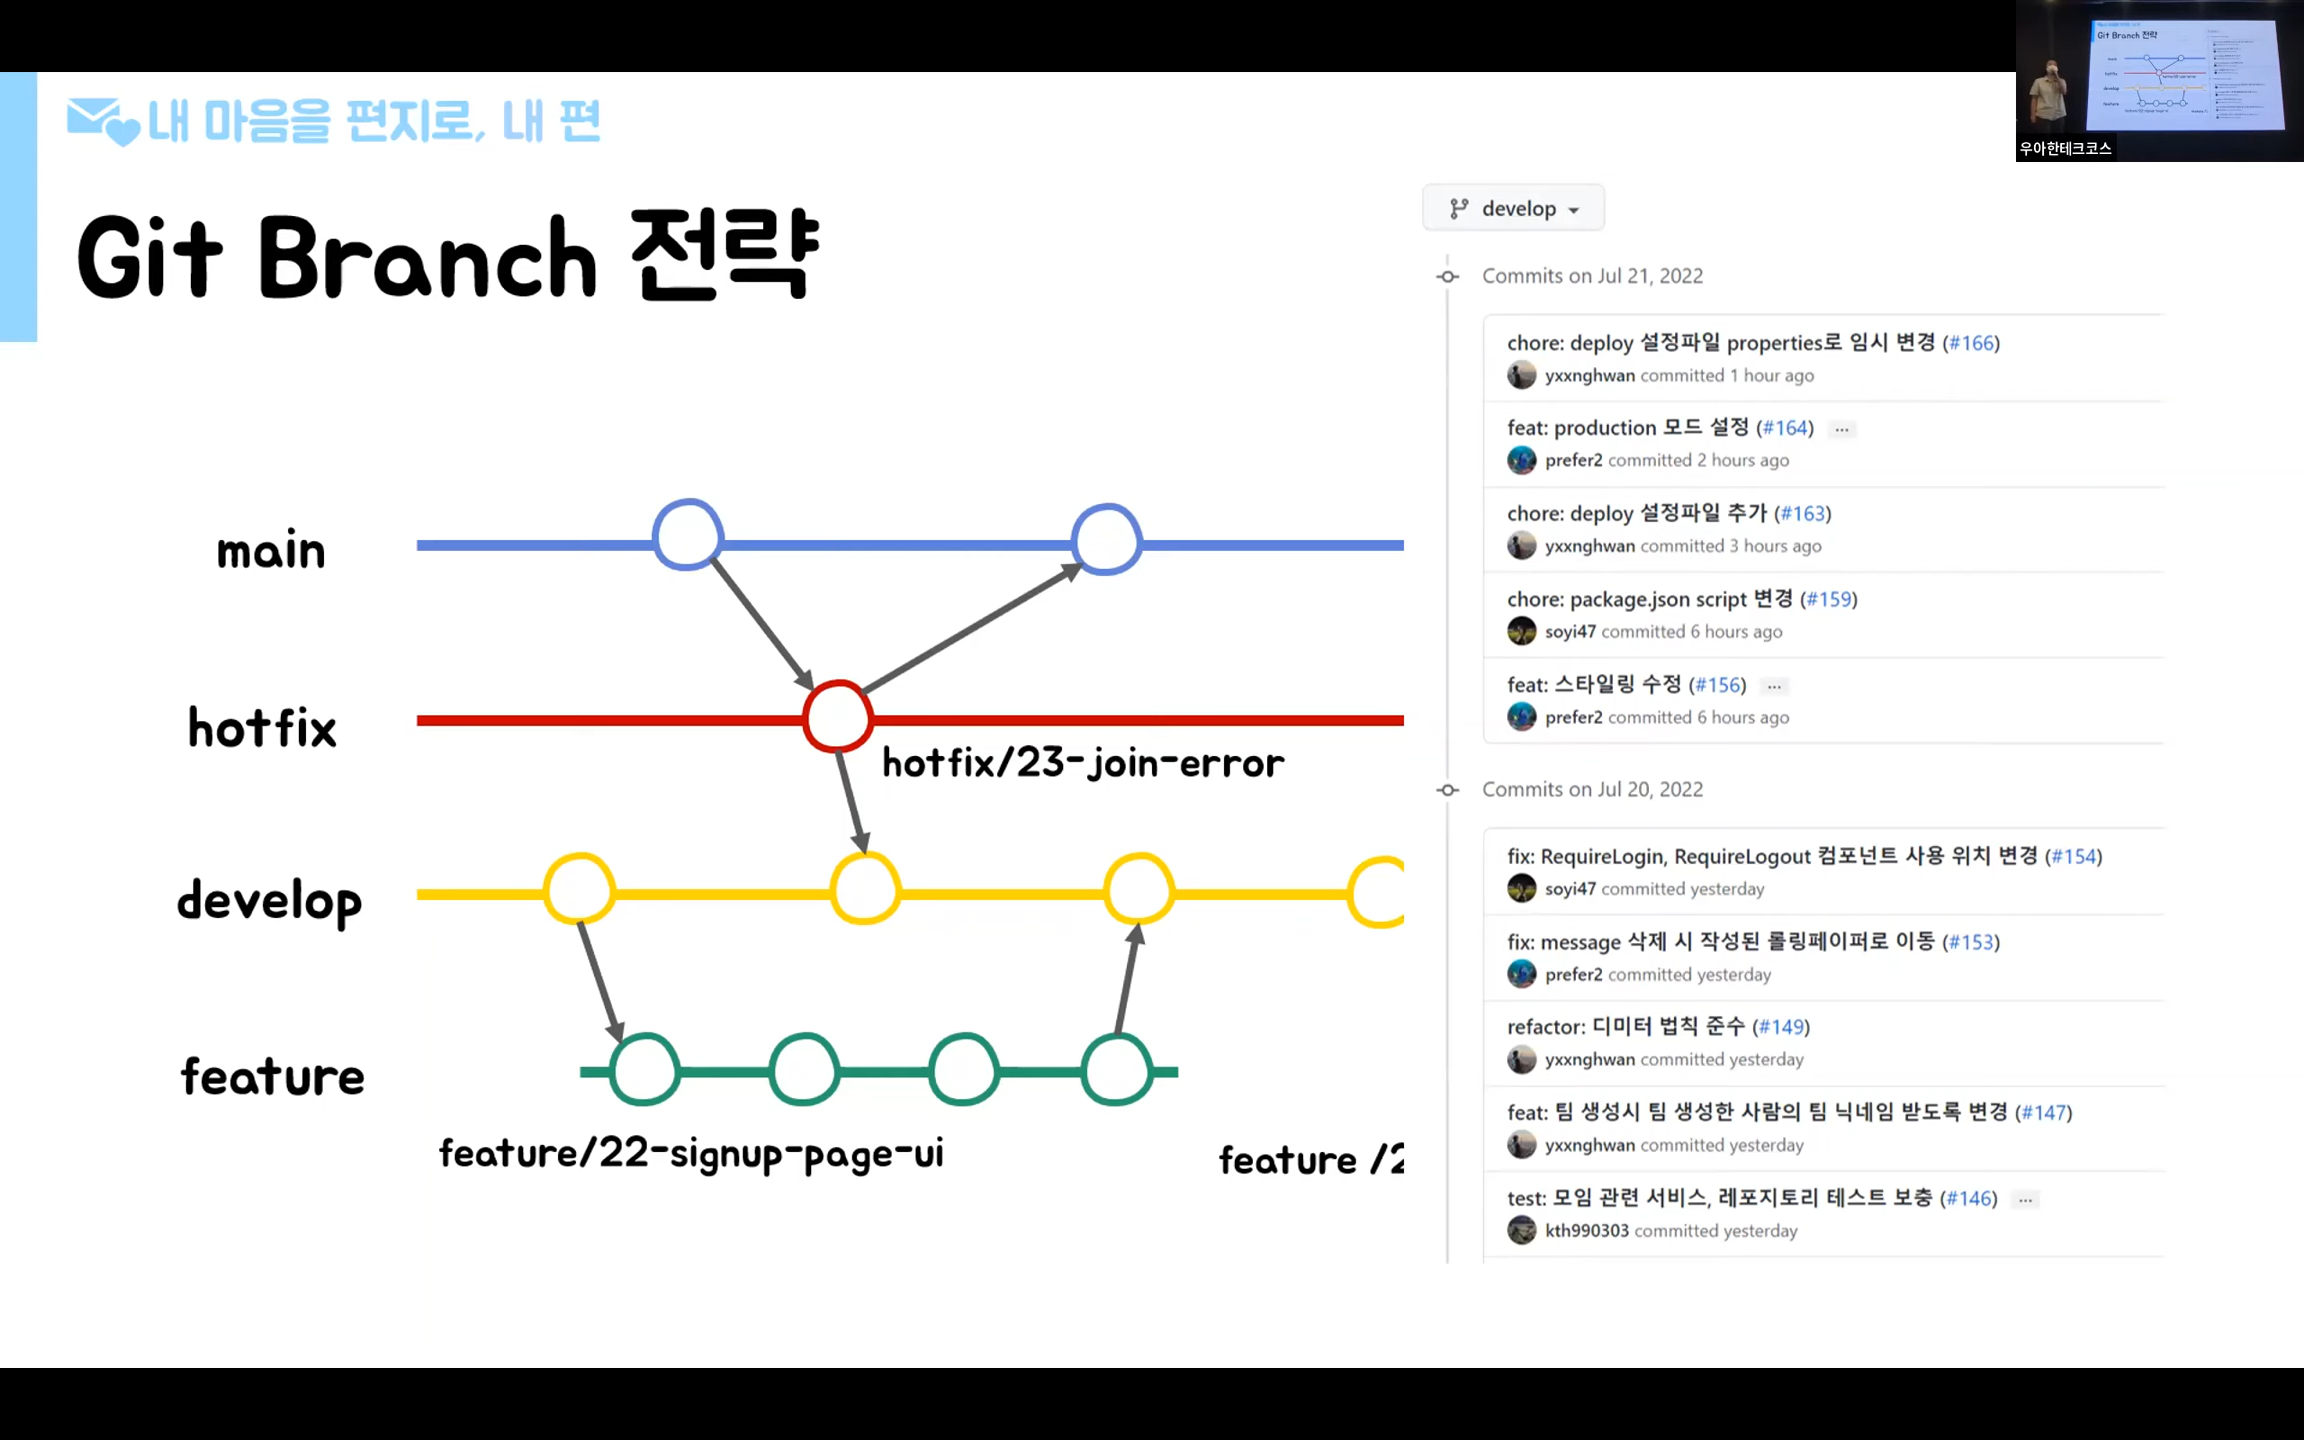 내 마음을 편지로, 내 편
Git Branch 전략
main
hotfix
hotfix/23-join-error
develop
feature
feature/22-signup-page-ui
feature /2
develop
Commits on Jul 21, 2022
chore: deploy 설정파일 properties로 임시 변경 (#166)
yxxnghwan committed 1 hour ago
feat: production 모드 설정 (#164) ...
prefer2 committed 2 hours ago
chore: deploy 설정파일 추가 (#163)
yxxnghwan committed 3 hours ago
chore: package.json script 변경 (#159)
soyi47 committed 6 hours ago
feat: 스타일링 수정 (#156) ...
prefer2 committed 6 hours ago
Commits on Jul 20, 2022
fix: RequireLogin, RequireLogout 컴포넌트 사용 위치 변경 (#154)
soyi47 committed yesterday
fix: message 삭제 시 작성된 롤링페이퍼로 이동 (#153)
prefer2 committed yesterday
refactor: 디미터 법칙 준수 (#149)
yxxnghwan committed yesterday
feat: 팀 생성시 팀 생성한 사람의 팀 닉네임 받도록 변경 (#147)
yxxnghwan committed yesterday
test: 모임 관련 서비스, 레포지토리 테스트 보충 (#146) ...
kth990303 committed yesterday
Git Branch 전략
main
hotfix
develop
feature
우아한테크코스